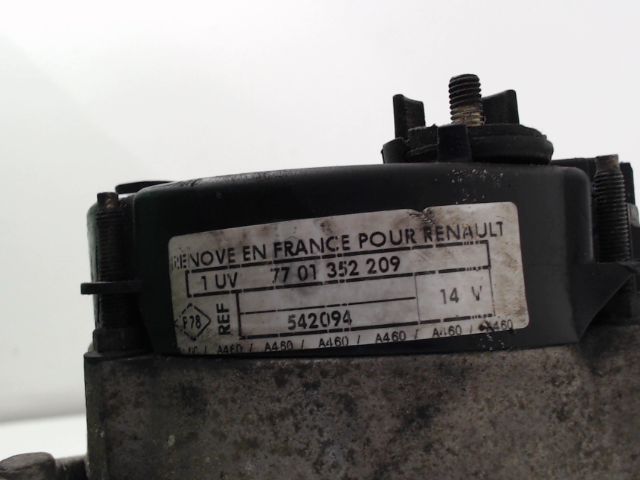 RENOVE EN FRANCE POUR RENAULT
1 UV 77 01 352 209
P78 REF 542094 14 V
/ A460 / A460 / A460 / A460 / A460